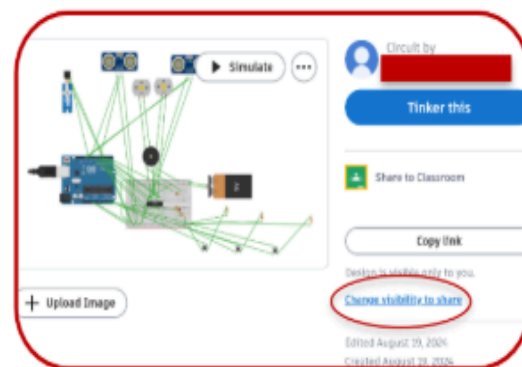 Simulate
Circuit by
Tinker this
Share to Classroom
Copy link
Design is visible only to you.
Change visibility to share
Upload Image
Edited August 19, 2024
Created August 19, 2024